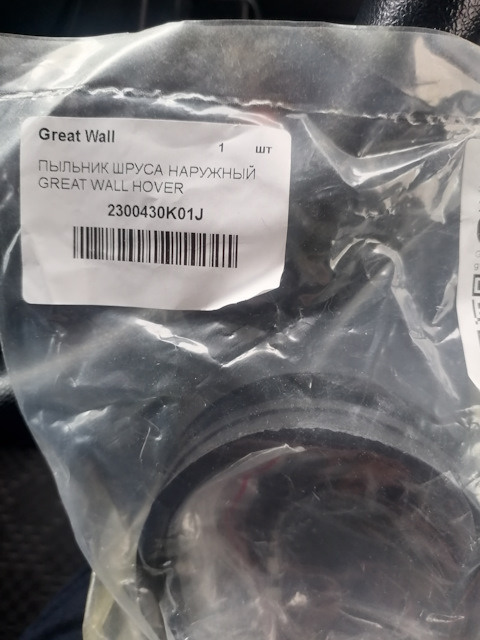 Great Wall
1 шт
ПЫЛЬНИК ШРУСА НАРУЖНЫЙ
GREAT WALL HOVER
2300430K01J